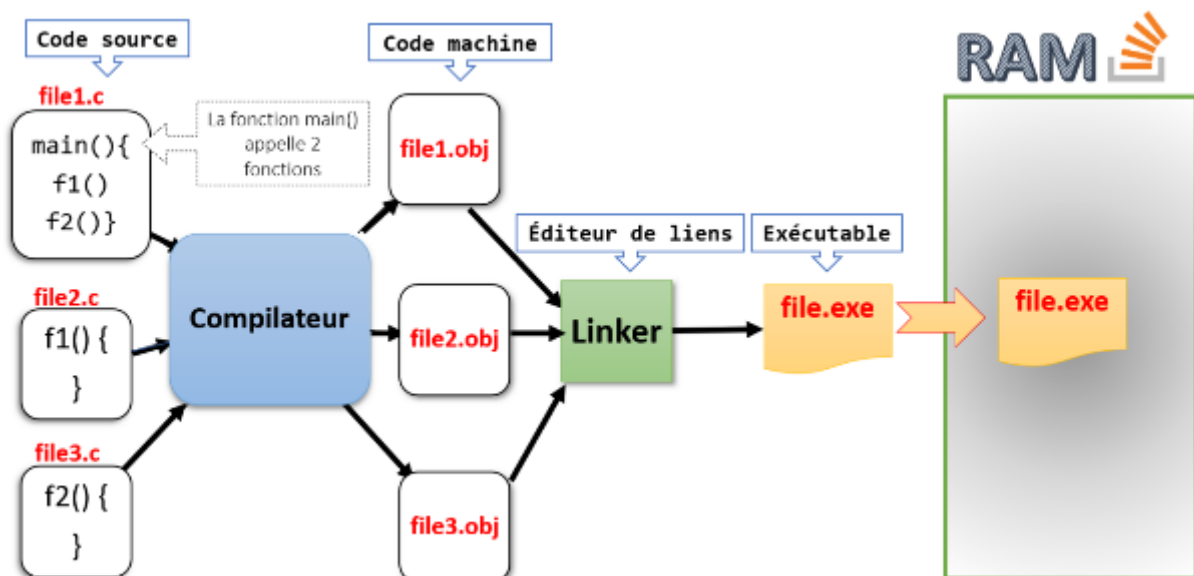 Code source
Code machine
RAM
file1.c
main(){
f1()
f2()}
La fonction main()
appelle 2
fonctions
file1.obj
Éditeur de liens
Exécutable
file2.c
f1() {
}
Compilateur
file2.obj
Linker
file.exe
file.exe
file3.c
f2() {
}
file3.obj